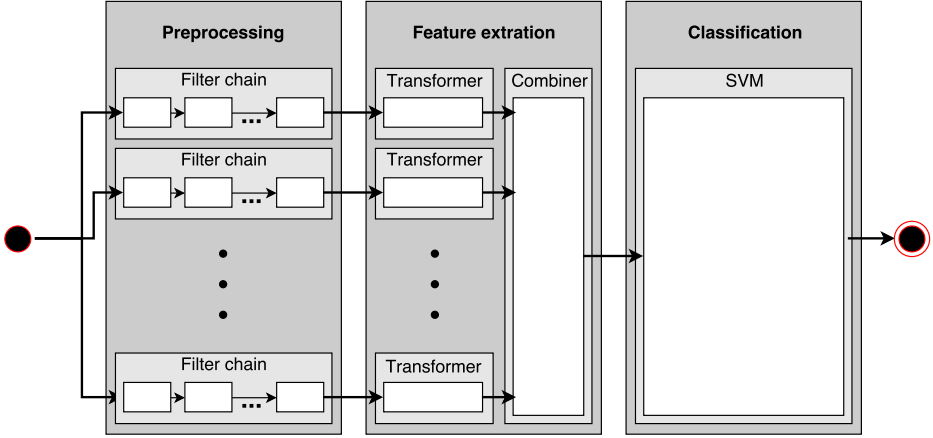 Preprocessing
Feature extration
Classification
Filter chain
Transformer
Combiner
SVM
...
Filter chain
Transformer
...
Filter chain
Transformer
...